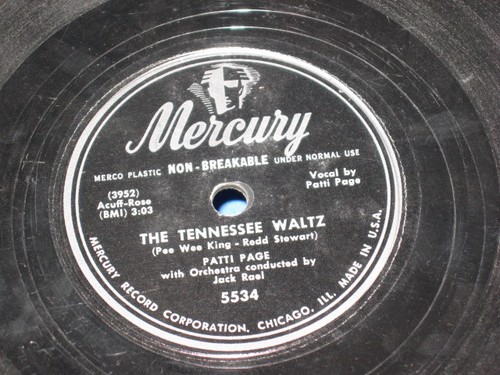 Mercury
MERCO PLASTIC NON-BREAKABLE UNDER NORMAL USE
(3952)
Acuff-Rose
(BMI) 3:03
Vocal by
Patti Page
THE TENNESSEE WALTZ
(Pee Wee King - Redd Stewart)
PATTI PAGE
with Orchestra conducted by
Jack Rael
5534
MERCURY RECORD CORPORATION, CHICAGO, ILL. MADE IN U.S.A.